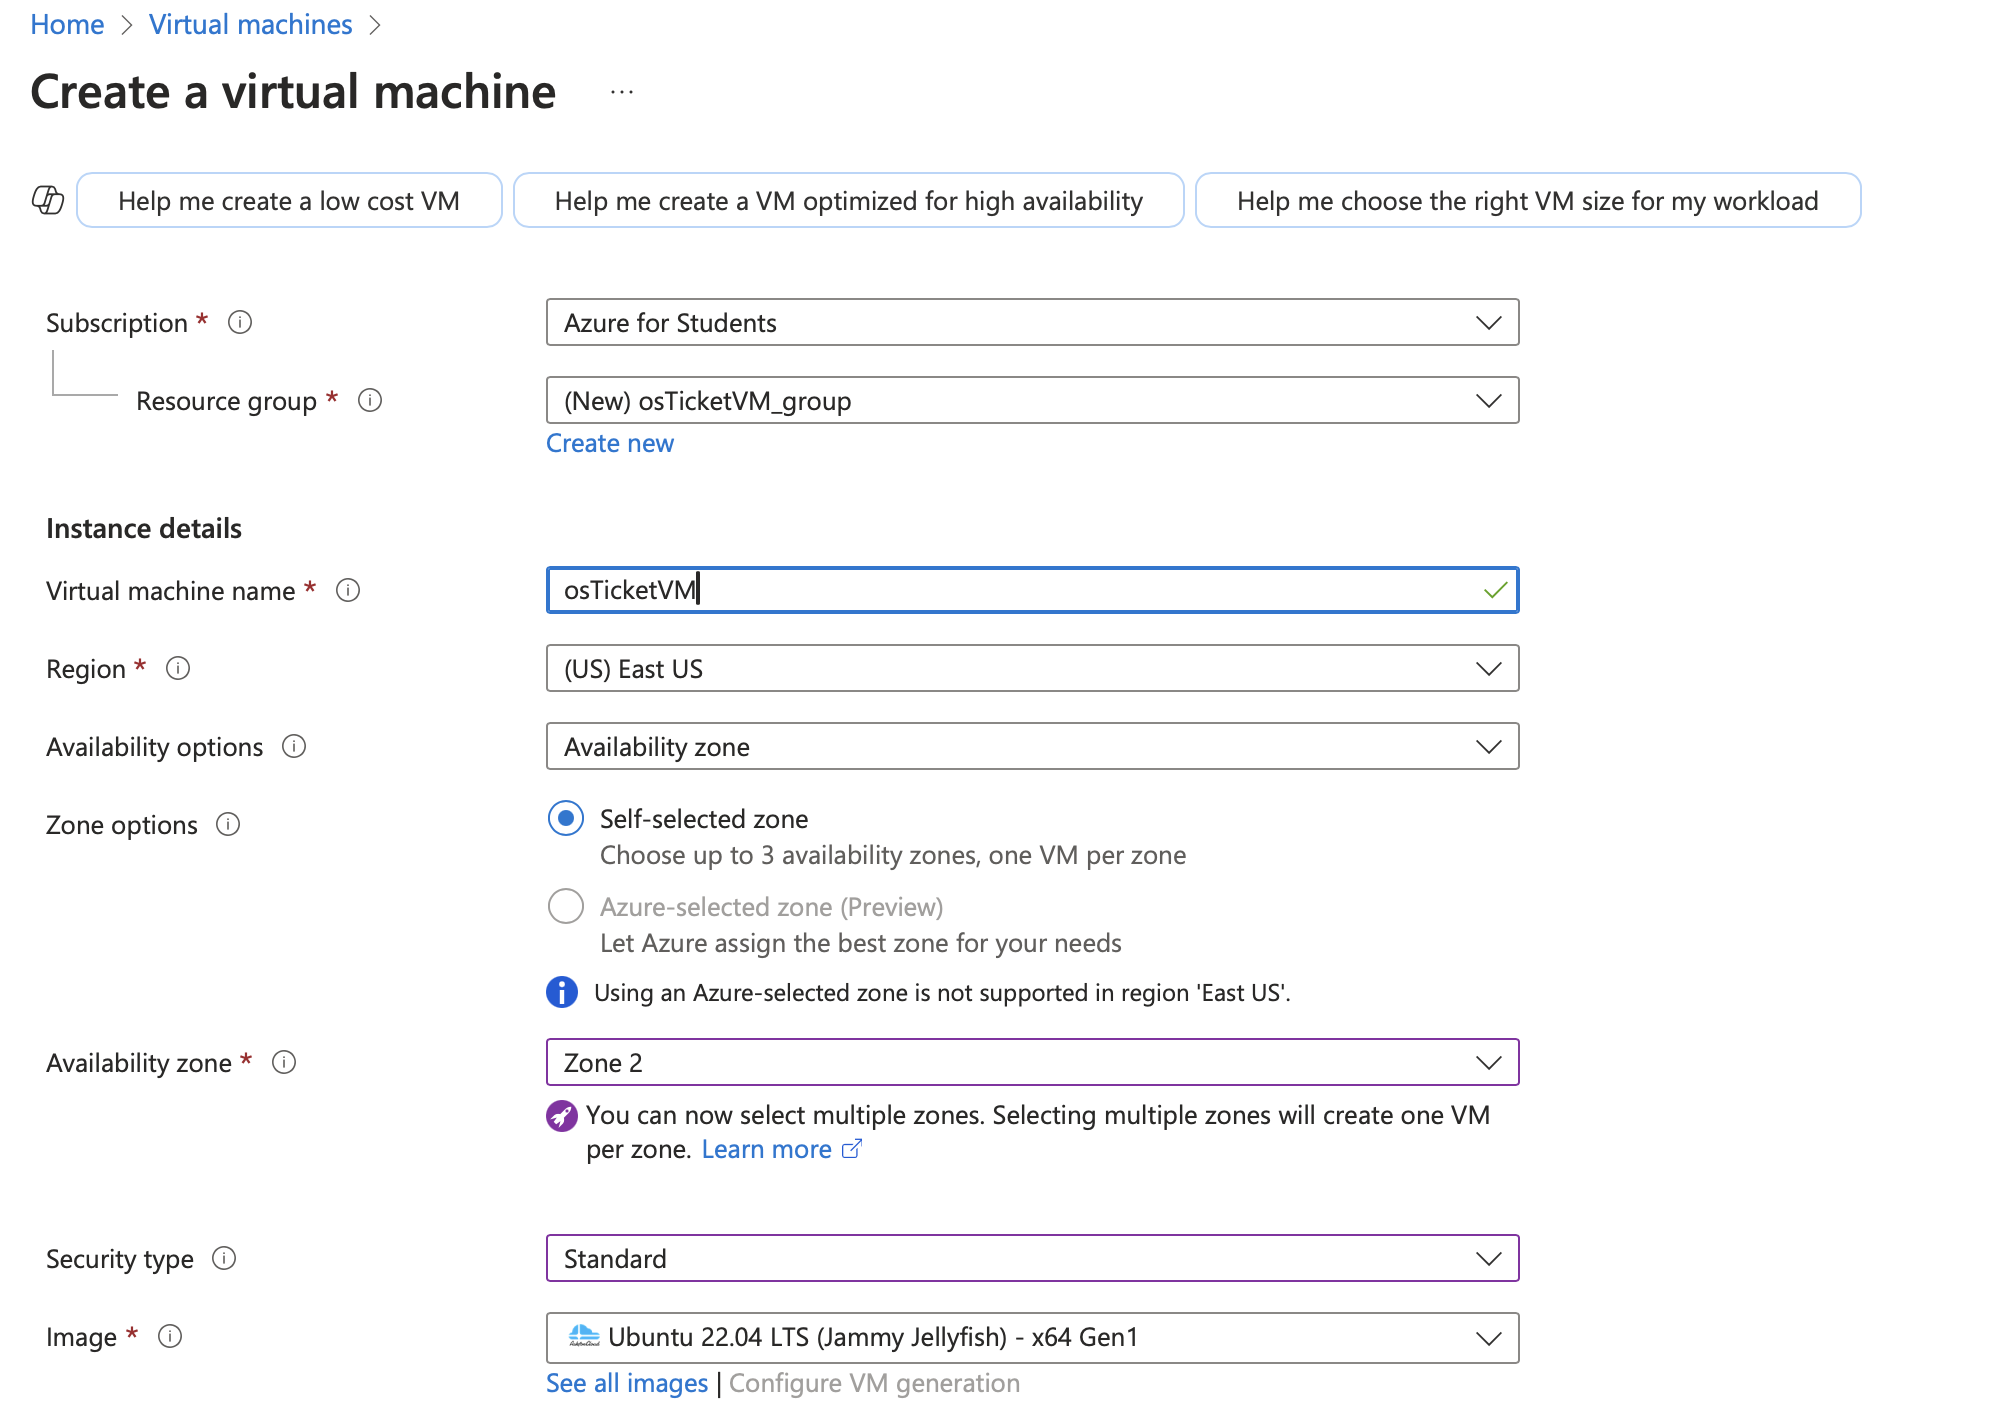 Home > Virtual machines >
Create a virtual machine ...
Help me create a low cost VM
Help me create a VM optimized for high availability
Help me choose the right VM size for my workload
Subscription *
Azure for Students
Resource group *
(New) osTicketVM_group
Create new
Instance details
Virtual machine name *
osTicketVM
Region *
(US) East US
Availability options
Availability zone
Zone options
Self-selected zone
Choose up to 3 availability zones, one VM per zone
Azure-selected zone (Preview)
Let Azure assign the best zone for your needs
Using an Azure-selected zone is not supported in region 'East US'.
Availability zone *
Zone 2
You can now select multiple zones. Selecting multiple zones will create one VM
per zone. Learn more
Security type
Standard
Image *
Ubuntu 22.04 LTS (Jammy Jellyfish) - x64 Gen1
See all images | Configure VM generation